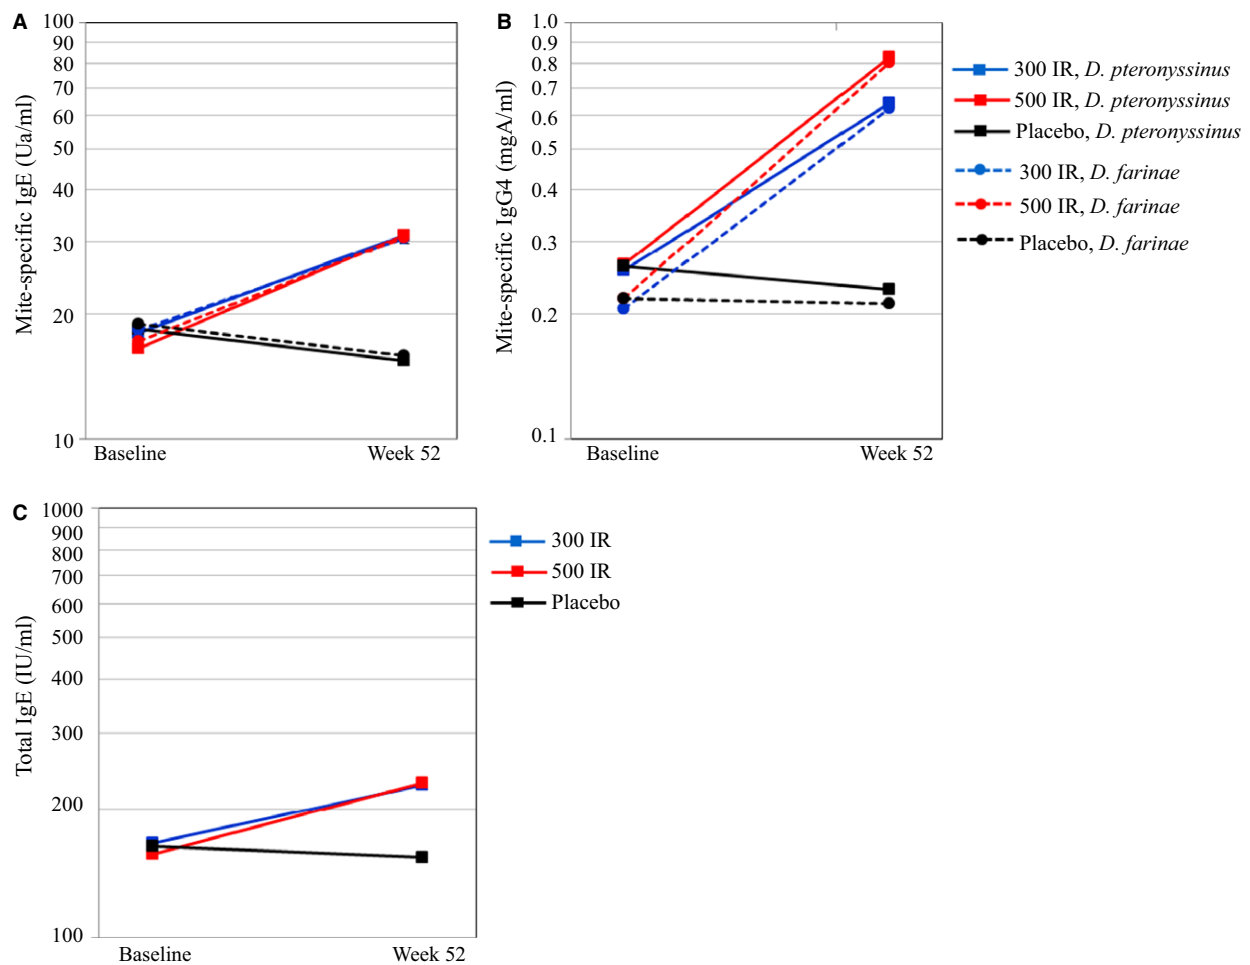 A
Mite-specific IgE (Ua/ml)
100
90
80
70
60
50
40
30
20
10
Baseline
Week 52
B
Mite-specific IgG4 (mgA/ml)
1.0
0.9
0.8
0.7
0.6
0.5
0.4
0.3
0.2
0.1
Baseline
Week 52
300 IR, D. pteronyssinus
500 IR, D. pteronyssinus
Placebo, D. pteronyssinus
300 IR, D. farinae
500 IR, D. farinae
Placebo, D. farinae
C
Total IgE (IU/ml)
1000
900
800
700
600
500
400
300
200
100
Baseline
Week 52
300 IR
500 IR
Placebo